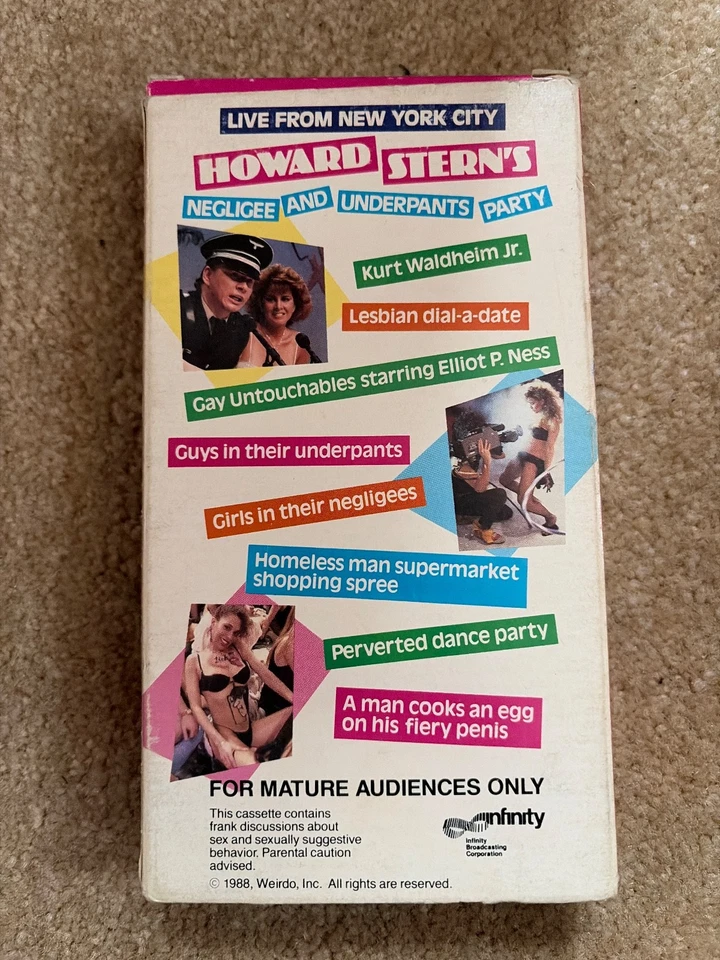 LIVE FROM NEW YORK CITY
HOWARD STERN'S
NEGLIGEE AND UNDERPANTS PARTY
Kurt Waldheim Jr.
Lesbian dial-a-date
Gay Untouchables starring Elliot P. Ness
Guys in their underpants
Girls in their negligees
Homeless man supermarket
shopping spree
Perverted dance party
A man cooks an egg
on his fiery penis
FOR MATURE AUDIENCES ONLY
This cassette contains
frank discussions about
sex and sexually suggestive
behavior. Parental caution
advised.
infinity
Infinity
Broadcasting
Corporation
© 1988, Weirdo, Inc. All rights are reserved.